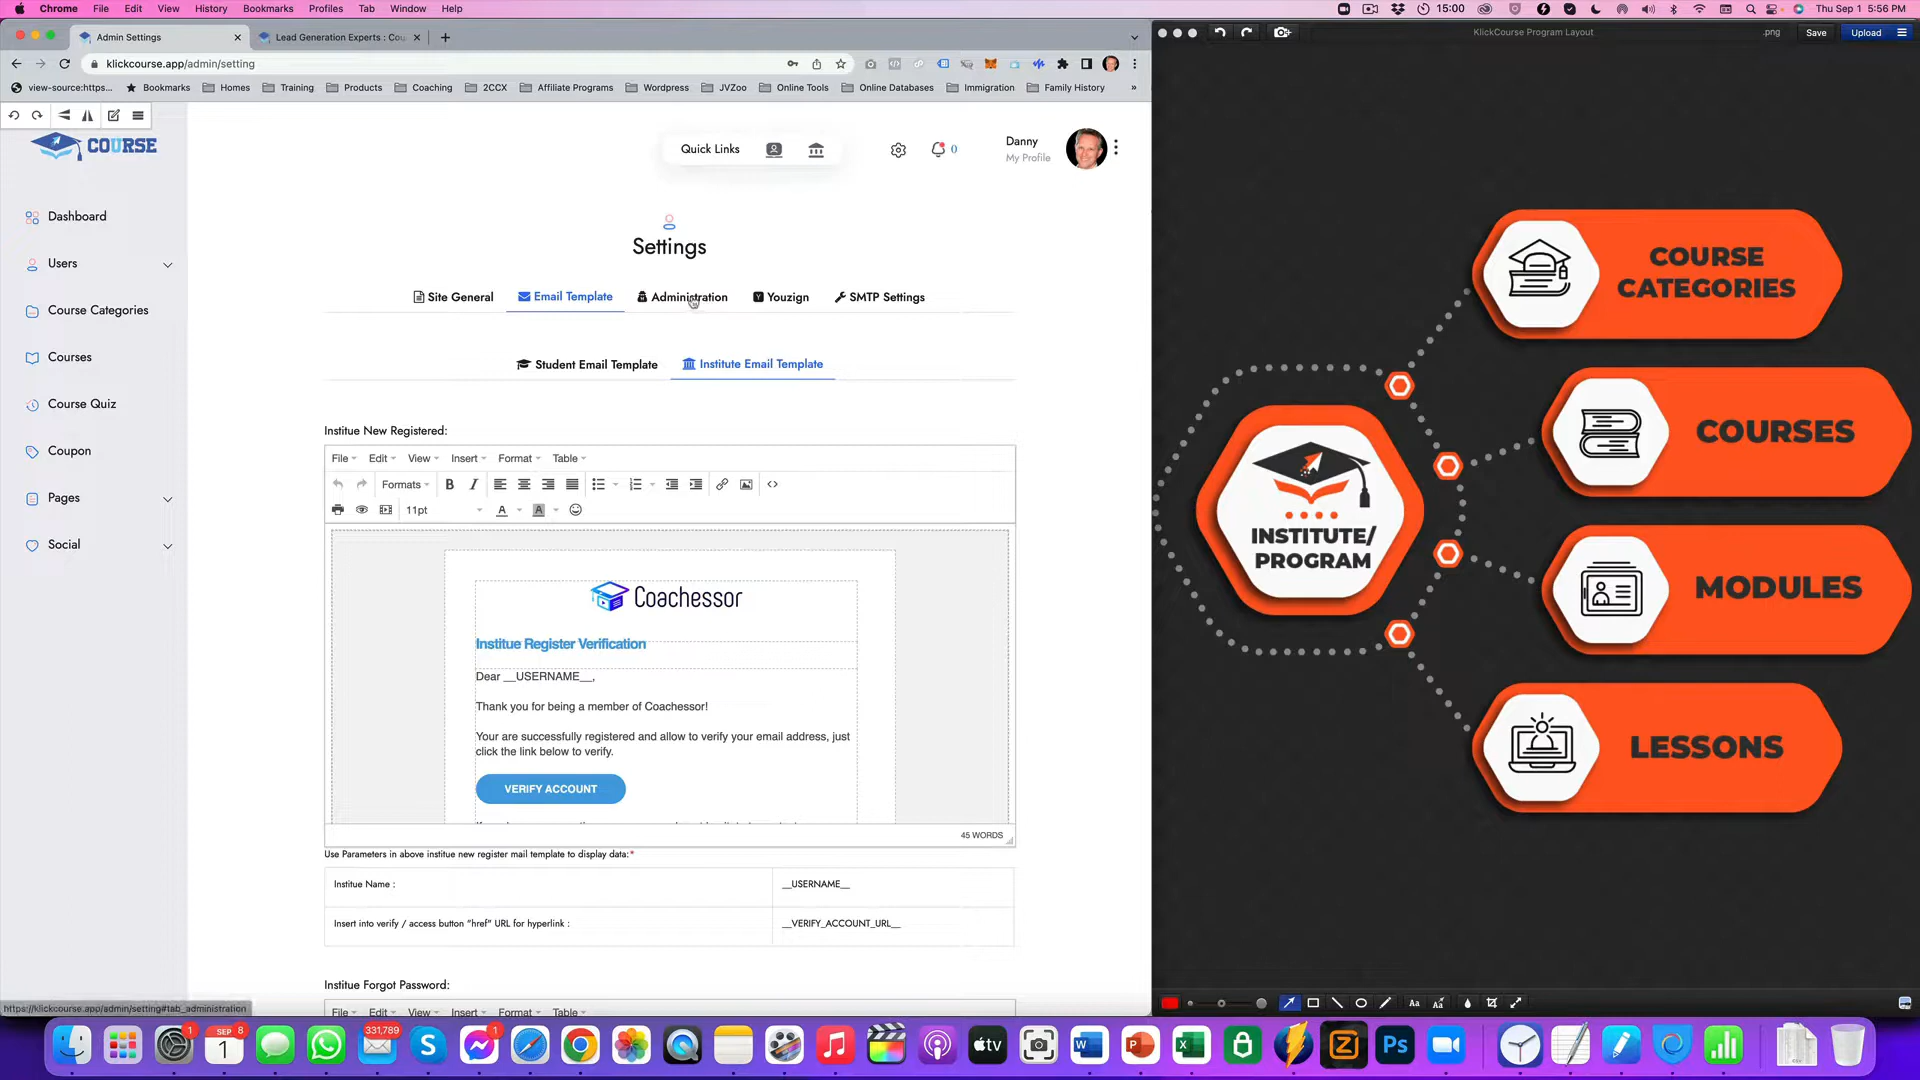 Chrome File Edit View History Bookmarks Profiles Tab Window Help
15:00 Thu Sep 1 5:56 PM
Admin Settings
Lead Generation Experts : Cou
klickcourse.app/admin/setting
view-source:https... Bookmarks Homes Training Products Coaching 2CCX Affiliate Programs Wordpress JVZoo Online Tools Online Databases Immigration Family History »
COURSE
Quick Links
0
Danny
My Profile
Dashboard
Users
Course Categories
Courses
Course Quiz
Coupon
Pages
Social
Settings
Site General Email Template Administration Youzign SMTP Settings
Student Email Template Institute Email Template
Institue New Registered:
File Edit View Insert Format Table
Formats B I
11pt A A
Coachessor
Institue Register Verification
Dear __USERNAME__,
Thank you for being a member of Coachessor!
Your are successfully registered and allow to verify your email address, just
click the link below to verify.
VERIFY ACCOUNT
45 WORDS
Use Parameters in above institue new register mail template to display data:*
Institue Name : __USERNAME__
Insert into verify / access button "href" URL for hyperlink : __VERIFY_ACCOUNT_URL__
Institue Forgot Password:
File Edit View Insert Format Table
https://klickcourse.app/admin/setting#tab_administration
KlickCourse Program Layout
.png
Save
Upload
COURSE
CATEGORIES
COURSES
INSTITUTE/
PROGRAM
MODULES
LESSONS
Aa
1
SEP
1
8
331,789
1
tv
W
P
X
Z
Ps